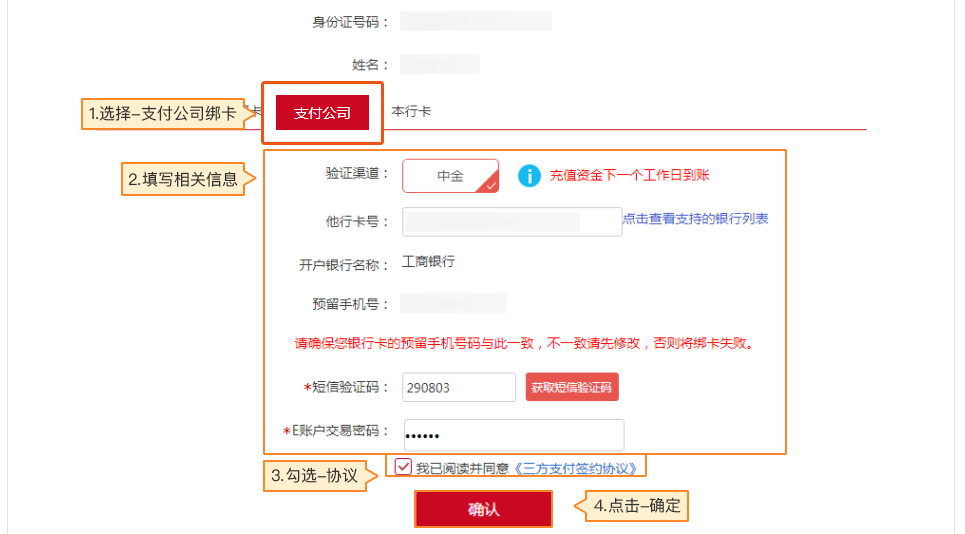 身份证号码：
姓名：
1.选择–支付公司绑卡
卡
支付公司
本行卡
2.填写相关信息
验证渠道：
中金
i
充值资金下一个工作日到账
他行卡号：
点击查看支持的银行列表
开户银行名称：
工商银行
预留手机号：
请确保您银行卡的预留手机号码与此一致，不一致请先修改，否则将绑卡失败。
*短信验证码：
290803
获取短信验证码
*E账户交易密码：
••••••
我已阅读并同意《三方支付签约协议》
3.勾选–协议
确认
4.点击–确定